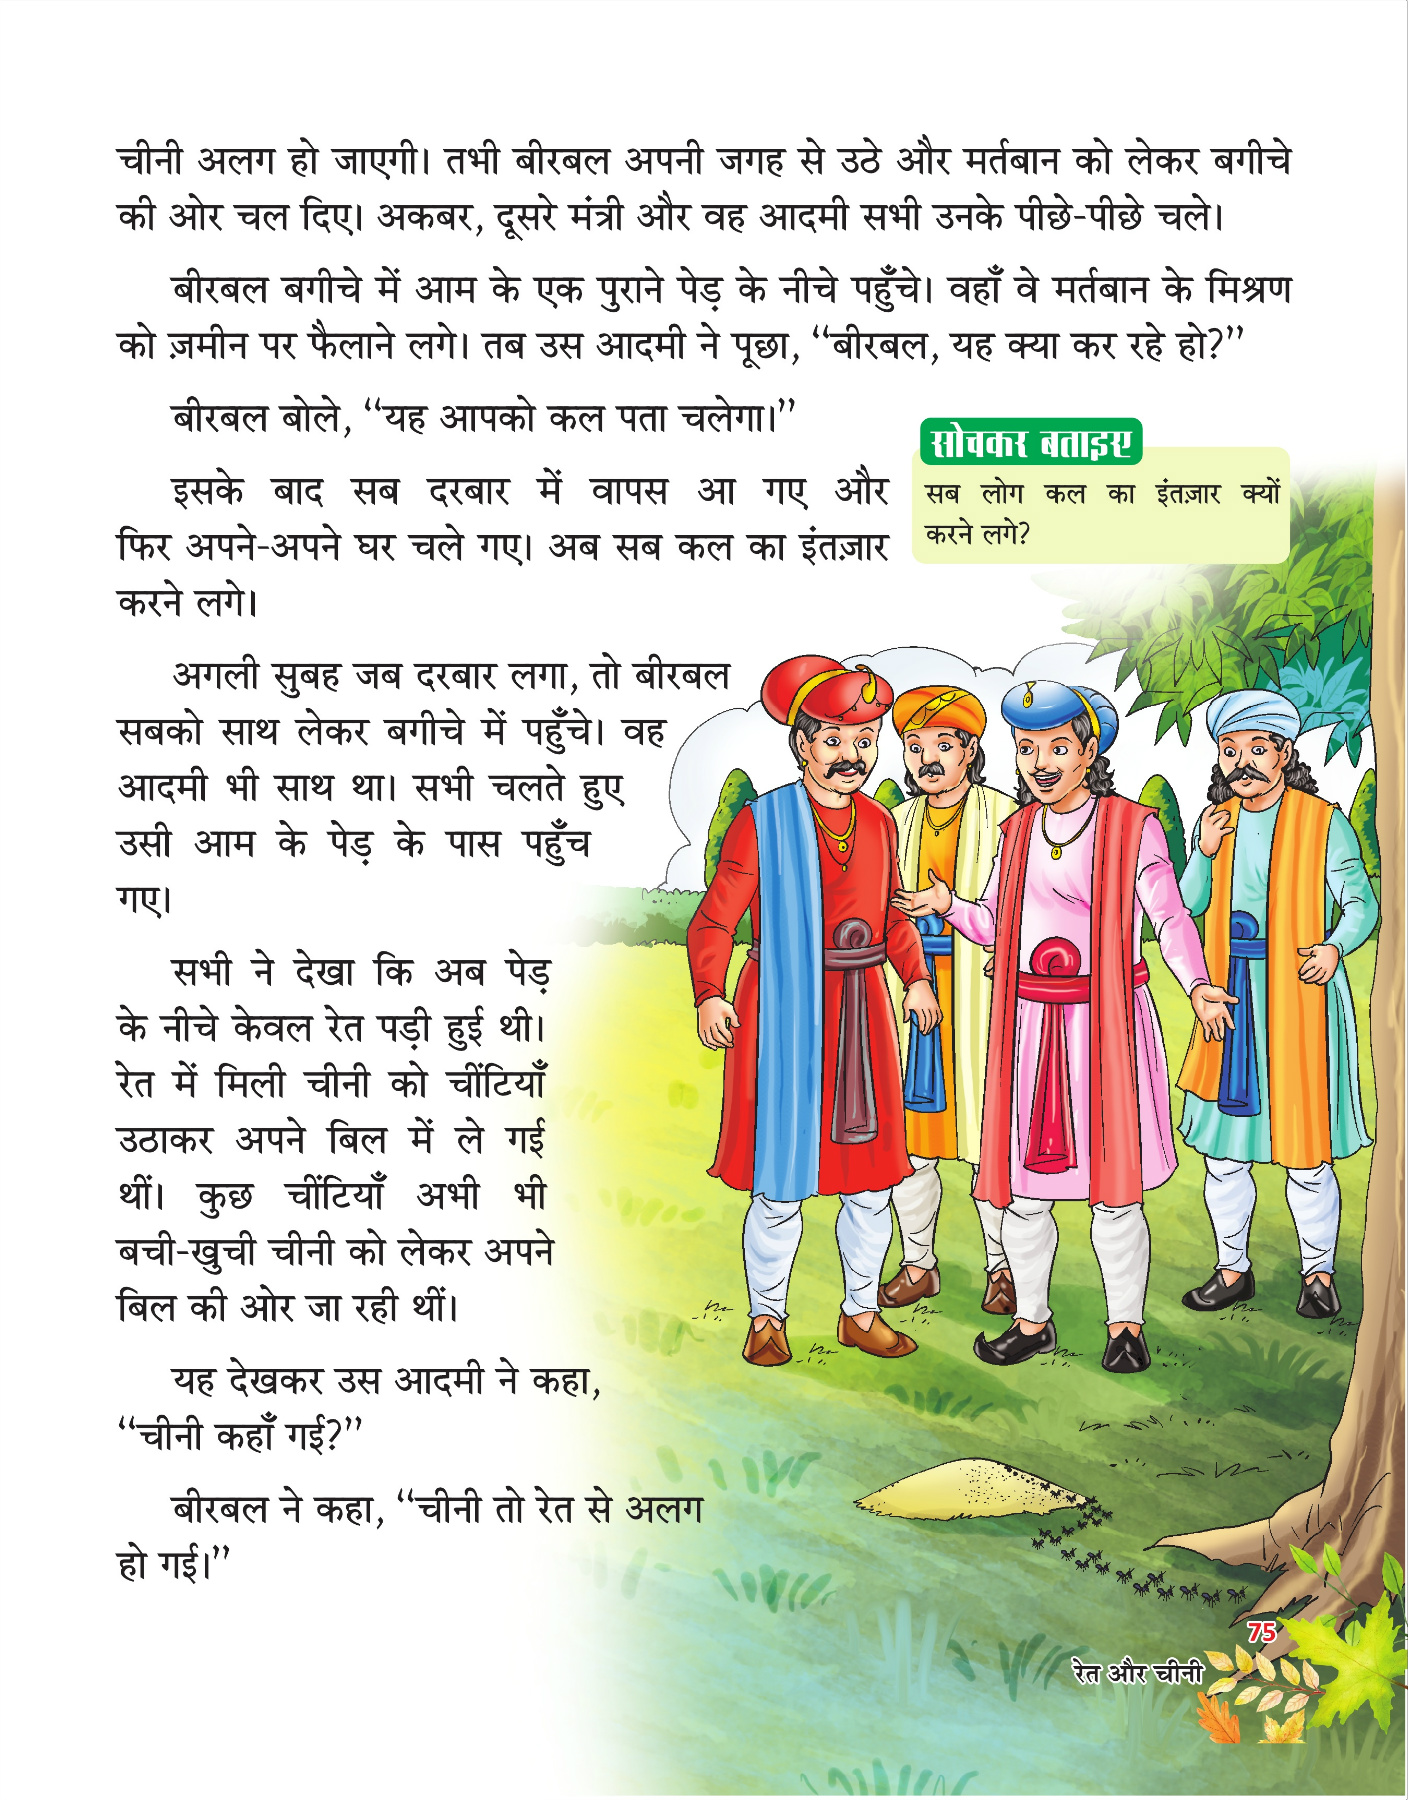 चीनी अलग हो जाएगी। तभी बीरबल अपनी जगह से उठे और मर्तबान को लेकर बगीचे
की ओर चल दिए। अकबर, दूसरे मंत्री और वह आदमी सभी उनके पीछे-पीछे चले।
बीरबल बगीचे में आम के एक पुराने पेड़ के नीचे पहुँचे। वहाँ वे मर्तबान के मिश्रण
को ज़मीन पर फैलाने लगे। तब उस आदमी ने पूछा, “बीरबल, यह क्या कर रहे हो?”
बीरबल बोले, “यह आपको कल पता चलेगा।”
इसके बाद सब दरबार में वापस आ गए और
फिर अपने-अपने घर चले गए। अब सब कल का इंतज़ार
करने लगे।
सोचकर बताइए
सब लोग कल का इंतज़ार क्यों
करने लगे?
अगली सुबह जब दरबार लगा, तो बीरबल
सबको साथ लेकर बगीचे में पहुँचे। वह
आदमी भी साथ था। सभी चलते हुए
उसी आम के पेड़ के पास पहुँच
गए।
सभी ने देखा कि अब पेड़
के नीचे केवल रेत पड़ी हुई थी।
रेत में मिली चीनी को चींटियाँ
उठाकर अपने बिल में ले गई
थीं। कुछ चींटियाँ अभी भी
बची-खुची चीनी को लेकर अपने
बिल की ओर जा रही थीं।
यह देखकर उस आदमी ने कहा,
“चीनी कहाँ गई?”
बीरबल ने कहा, “चीनी तो रेत से अलग
हो गई।”
75
रेत और चीनी